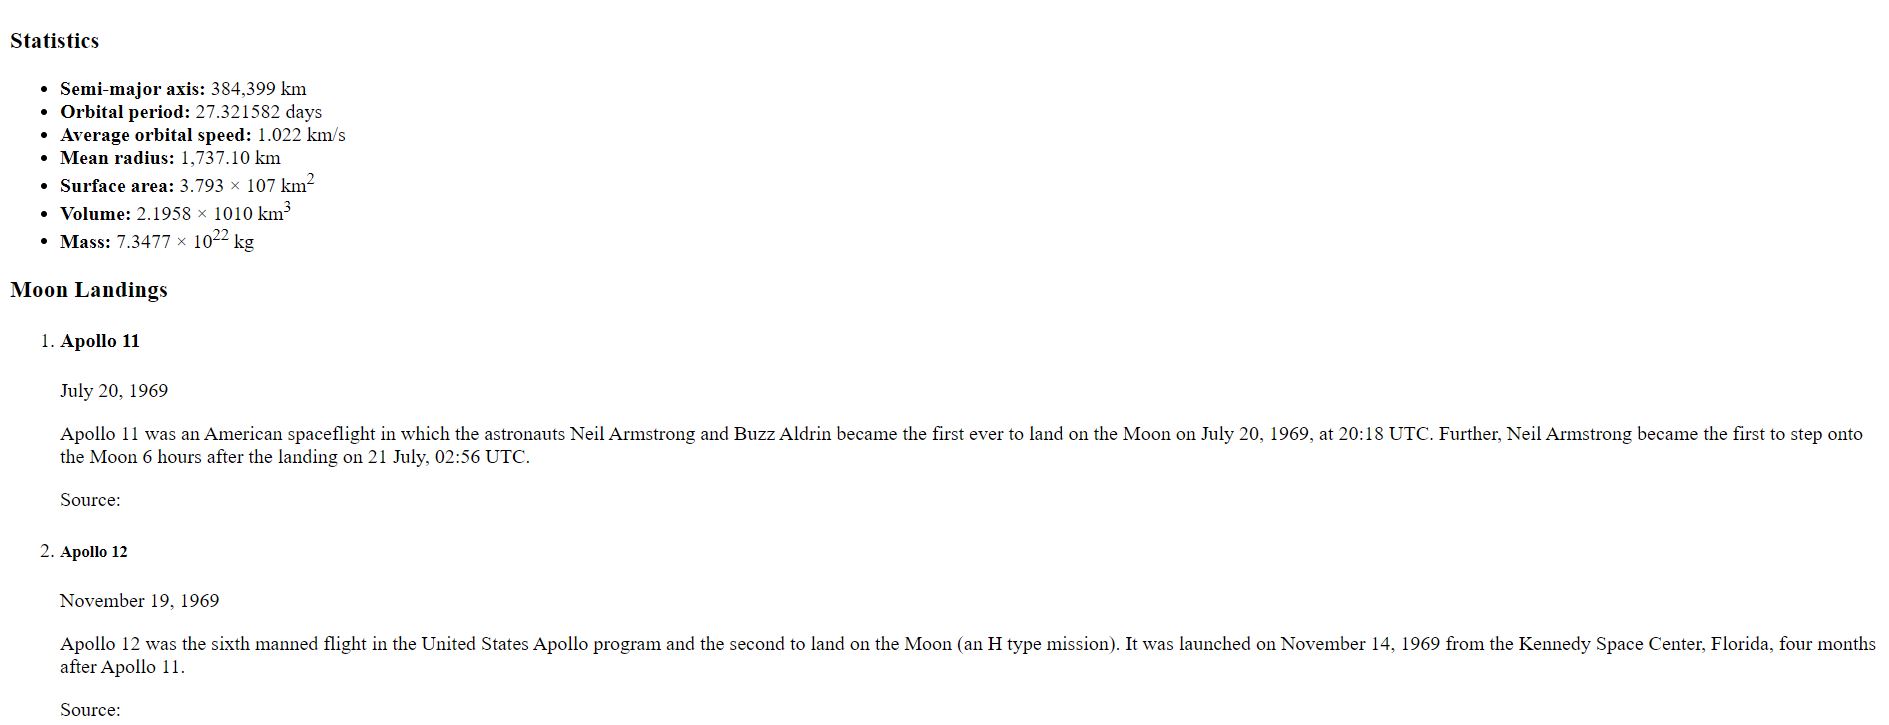 Statistics
• Semi-major axis: 384,399 km
• Orbital period: 27.321582 days
• Average orbital speed: 1.022 km/s
• Mean radius: 1,737.10 km
• Surface area: 3.793 × 107 km²
• Volume: 2.1958 × 1010 km³
• Mass: 7.3477 × 10²² kg
Moon Landings
1. Apollo 11
July 20, 1969
Apollo 11 was an American spaceflight in which the astronauts Neil Armstrong and Buzz Aldrin became the first ever to land on the Moon on July 20, 1969, at 20:18 UTC. Further, Neil Armstrong became the first to step onto
the Moon 6 hours after the landing on 21 July, 02:56 UTC.
Source:
2. Apollo 12
November 19, 1969
Apollo 12 was the sixth manned flight in the United States Apollo program and the second to land on the Moon (an H type mission). It was launched on November 14, 1969 from the Kennedy Space Center, Florida, four months
after Apollo 11.
Source: